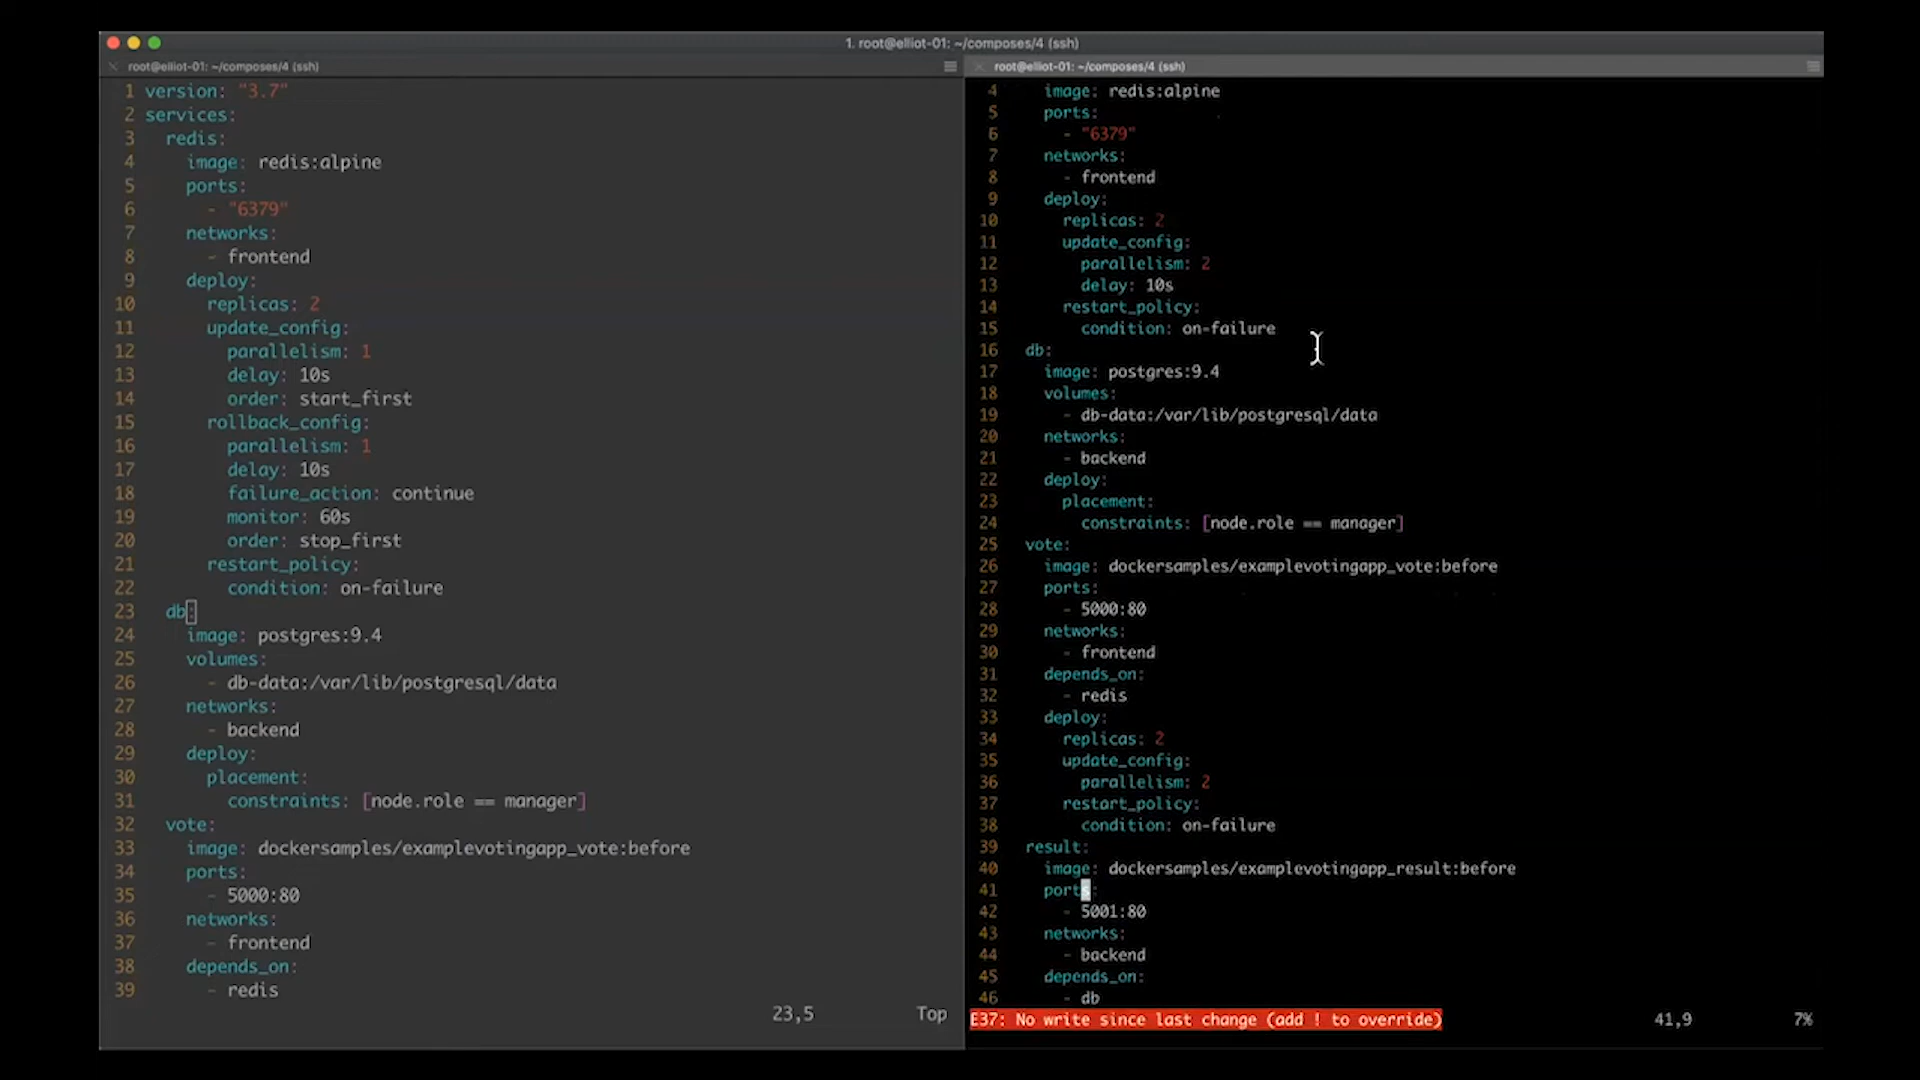 1. root@elliot-01: ~/composes/4 (ssh)
root@elliot-01: ~/composes/4 (ssh)
1 version: "3.7"
2 services:
3 redis:
4 image: redis:alpine
5 ports:
6 - "6379"
7 networks:
8 - frontend
9 deploy:
10 replicas: 2
11 update_config:
12 parallelism: 1
13 delay: 10s
14 order: start_first
15 rollback_config:
16 parallelism: 1
17 delay: 10s
18 failure_action: continue
19 monitor: 60s
20 order: stop_first
21 restart_policy:
22 condition: on-failure
23 db:
24 image: postgres:9.4
25 volumes:
26 - db-data:/var/lib/postgresql/data
27 networks:
28 - backend
29 deploy:
30 placement:
31 constraints: [node.role == manager]
32 vote:
33 image: dockersamples/examplevotingapp_vote:before
34 ports:
35 - 5000:80
36 networks:
37 - frontend
38 depends_on:
39 - redis
23,5 Top
root@elliot-01: ~/composes/4 (ssh)
4 image: redis:alpine
5 ports:
6 - "6379"
7 networks:
8 - frontend
9 deploy:
10 replicas: 2
11 update_config:
12 parallelism: 2
13 delay: 10s
14 restart_policy:
15 condition: on-failure
16 db:
17 image: postgres:9.4
18 volumes:
19 - db-data:/var/lib/postgresql/data
20 networks:
21 - backend
22 deploy:
23 placement:
24 constraints: [node.role == manager]
25 vote:
26 image: dockersamples/examplevotingapp_vote:before
27 ports:
28 - 5000:80
29 networks:
30 - frontend
31 depends_on:
32 - redis
33 deploy:
34 replicas: 2
35 update_config:
36 parallelism: 2
37 restart_policy:
38 condition: on-failure
39 result:
40 image: dockersamples/examplevotingapp_result:before
41 ports:
42 - 5001:80
43 networks:
44 - backend
45 depends_on:
46 - db
E37: No write since last change (add ! to override) 41,9 7%